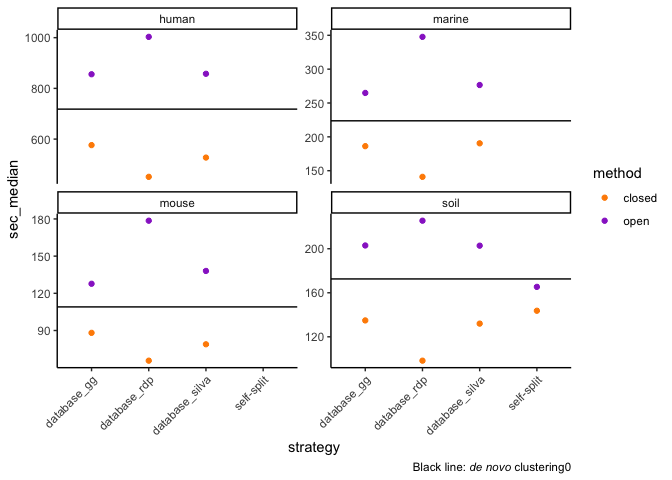 human
marine
1000
800
600
350
300
250
200
150
sec_median
mouse
soil
180
150
120
90
200
160
120
database_gg
database_rdp
database_silva
self-split
database_gg
database_rdp
database_silva
self-split
strategy
method
closed
open
Black line: de novo clustering0